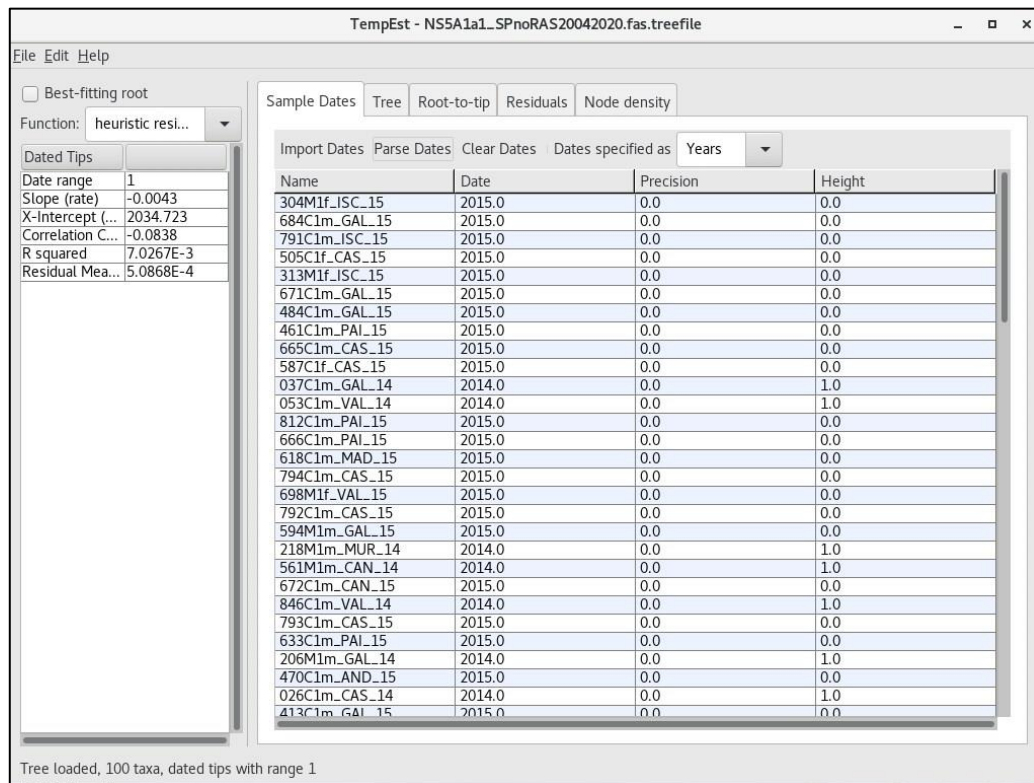 TempEst - NS5A1a1_SPnoRAS20042020.fas.treefile
File Edit Help
Best-fitting root
Function: heuristic resi...
Dated Tips
Date range 1
Slope (rate) -0.0043
X-Intercept (... 2034.723
Correlation C... -0.0838
R squared 7.0267E-3
Residual Mea... 5.0868E-4
Sample Dates Tree Root-to-tip Residuals Node density
Import Dates Parse Dates Clear Dates Dates specified as Years
Name Date Precision Height
304M1f_ISC_15 2015.0 0.0 0.0
684C1m_GAL_15 2015.0 0.0 0.0
791C1m_ISC_15 2015.0 0.0 0.0
505C1f_CAS_15 2015.0 0.0 0.0
313M1f_ISC_15 2015.0 0.0 0.0
671C1m_GAL_15 2015.0 0.0 0.0
484C1m_GAL_15 2015.0 0.0 0.0
461C1m_PAI_15 2015.0 0.0 0.0
665C1m_CAS_15 2015.0 0.0 0.0
587C1f_CAS_15 2015.0 0.0 0.0
037C1m_GAL_14 2014.0 0.0 1.0
053C1m_VAL_14 2014.0 0.0 1.0
812C1m_PAI_15 2015.0 0.0 0.0
666C1m_PAI_15 2015.0 0.0 0.0
618C1m_MAD_15 2015.0 0.0 0.0
794C1m_CAS_15 2015.0 0.0 0.0
698M1f_VAL_15 2015.0 0.0 0.0
792C1m_CAS_15 2015.0 0.0 0.0
594M1m_GAL_15 2015.0 0.0 0.0
218M1m_MUR_14 2014.0 0.0 1.0
561M1m_CAN_14 2014.0 0.0 1.0
672C1m_CAN_15 2015.0 0.0 0.0
846C1m_VAL_14 2014.0 0.0 1.0
793C1m_CAS_15 2015.0 0.0 0.0
633C1m_PAI_15 2015.0 0.0 0.0
206M1m_GAL_14 2014.0 0.0 1.0
470C1m_AND_15 2015.0 0.0 0.0
026C1m_CAS_14 2014.0 0.0 1.0
413C1m_GAL_15 2015.0 0.0 0.0
Tree loaded, 100 taxa, dated tips with range 1